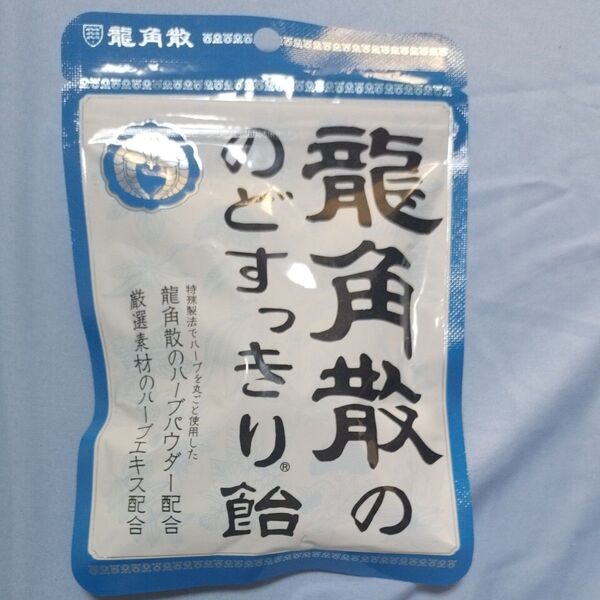 龍角散
龍角散の
のどすっきり®飴
特殊製法でハーブを丸ごと使用した
龍角散のハーブパウダー配合
厳選素材のハーブエキス配合